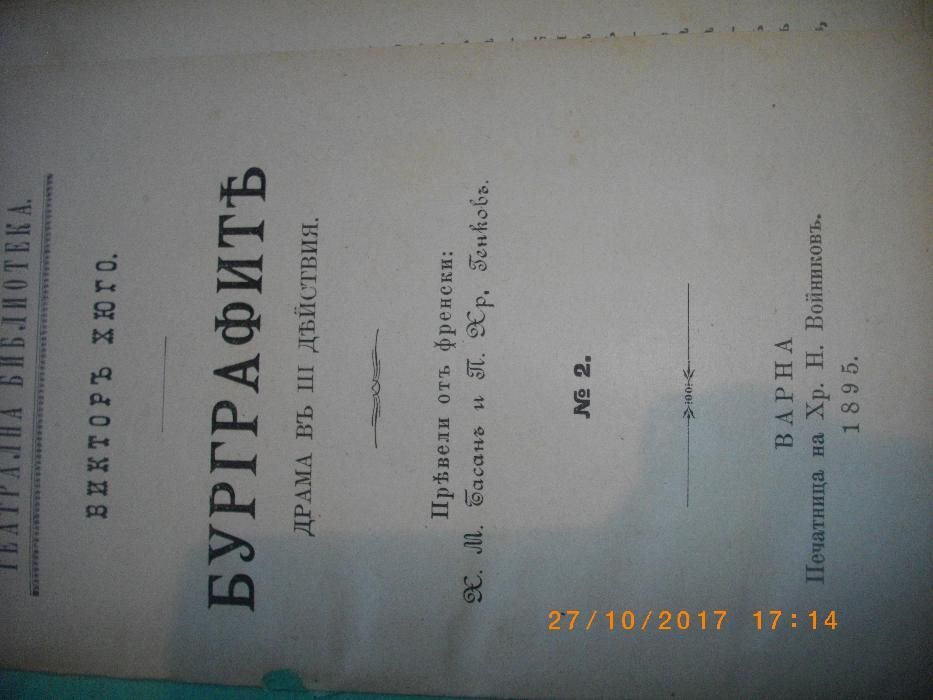 ТЕАТРАЛНА БИБЛИОТЕКА.
ВИКТОРЪ ХЮГО.
БУРГРАФИТѢ
ДРАМА ВЪ III ДѢЙСТВИЯ.
Прѣвели отъ френски:
Х. М. Басанъ и П. Хр. Генковъ.
№ 2.
ВАРНА
Печатница на Хр. Н. Войниковъ.
1895.
27/10/2017 17:14